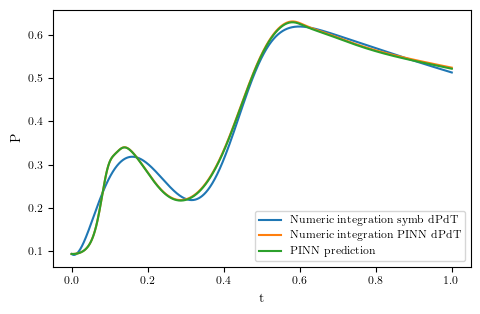 0.6
0.5
0.4
0.3
0.2
0.1
P
Numeric integration symb dPdT
Numeric integration PINN dPdT
PINN prediction
0.0 0.2 0.4 0.6 0.8 1.0
t